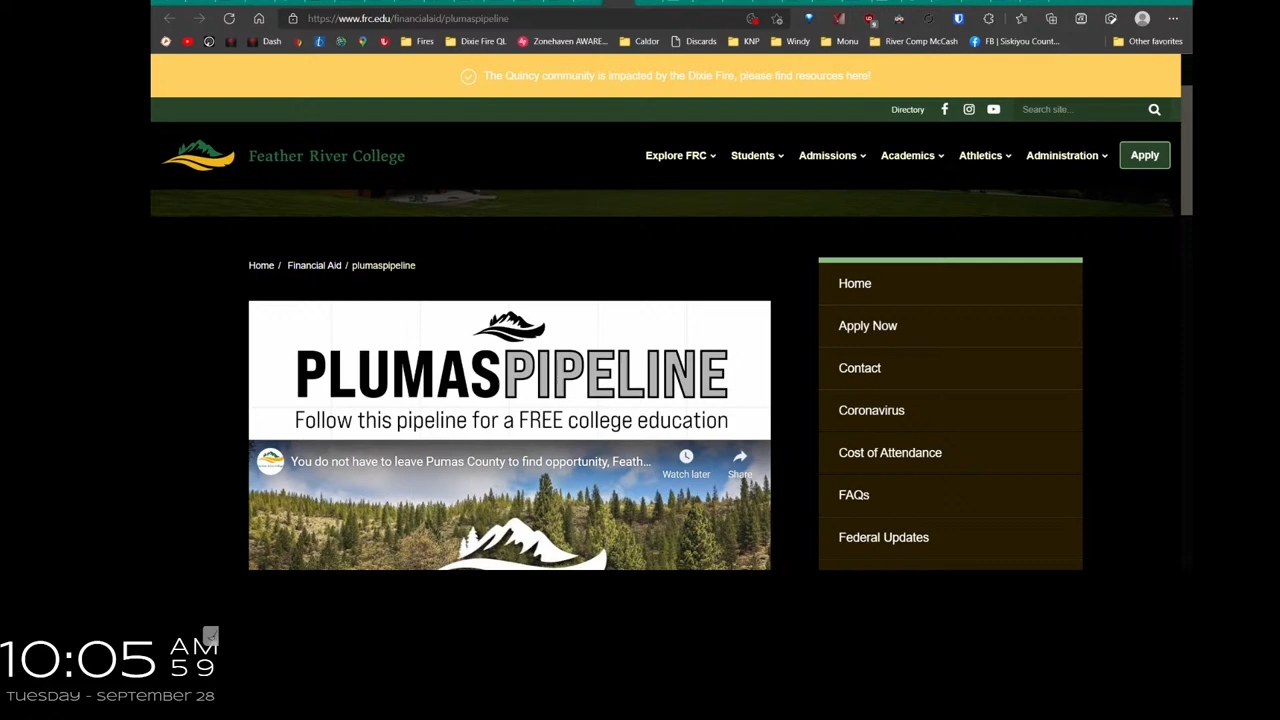 https://www.frc.edu/financialaid/plumaspipeline
Dash
Fires
Dixie Fire QL
Zonehaven AWARE...
Caldor
Discards
KNP
Windy
Monu
River Comp McCash
FB | Siskiyou Count...
Other favorites
The Quincy community is impacted by the Dixie Fire, please find resources here!
Directory
Search site...
Feather River College
Explore FRC
Students
Admissions
Academics
Athletics
Administration
Apply
Home / Financial Aid / plumaspipeline
PLUMASPIPELINE
Follow this pipeline for a FREE college education
You do not have to leave Pumas County to find opportunity, Feath...
Watch later
Share
Home
Apply Now
Contact
Coronavirus
Cost of Attendance
FAQs
Federal Updates
10:05 AM
59
TUESDAY - SEPTEMBER 28